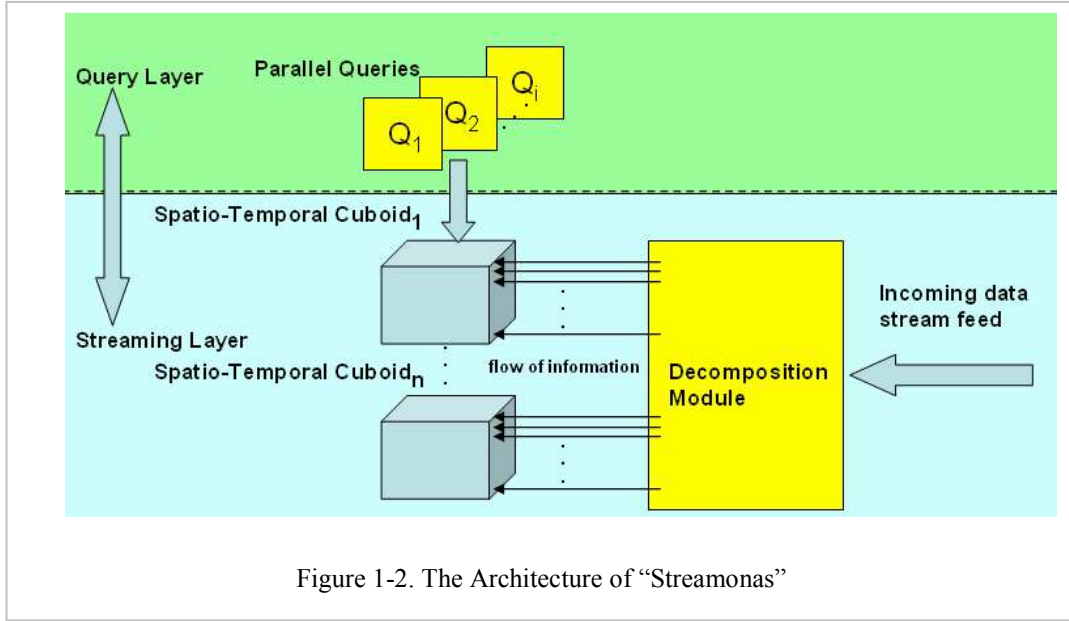 Query Layer
Parallel Queries
Q1
Q2
Qi
Spatio-Temporal Cuboid1
Streaming Layer
Spatio-Temporal Cuboidn
flow of information
Decomposition
Module
Incoming data
stream feed
Figure 1-2. The Architecture of “Streamonas”